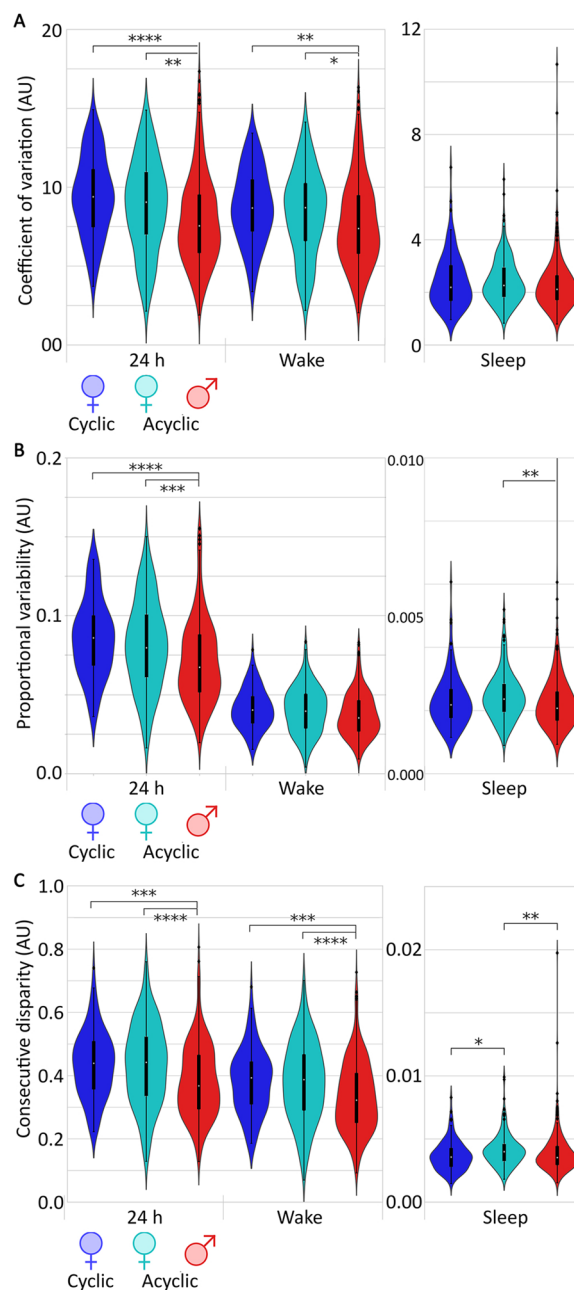 A
Coefficient of variation (AU)
20
10
00
****
**
**
*
12
8
4
0
24 h
Wake
Sleep
Cyclic
Acyclic
B
Proportional variability (AU)
0.2
0.1
0.0
****
***
0.010
0.005
0.000
**
24 h
Wake
Sleep
Cyclic
Acyclic
C
Consecutive disparity (AU)
1.0
0.8
0.6
0.4
0.2
0.0
***
****
***
****
0.02
0.01
0.00
**
*
24 h
Wake
Sleep
Cyclic
Acyclic